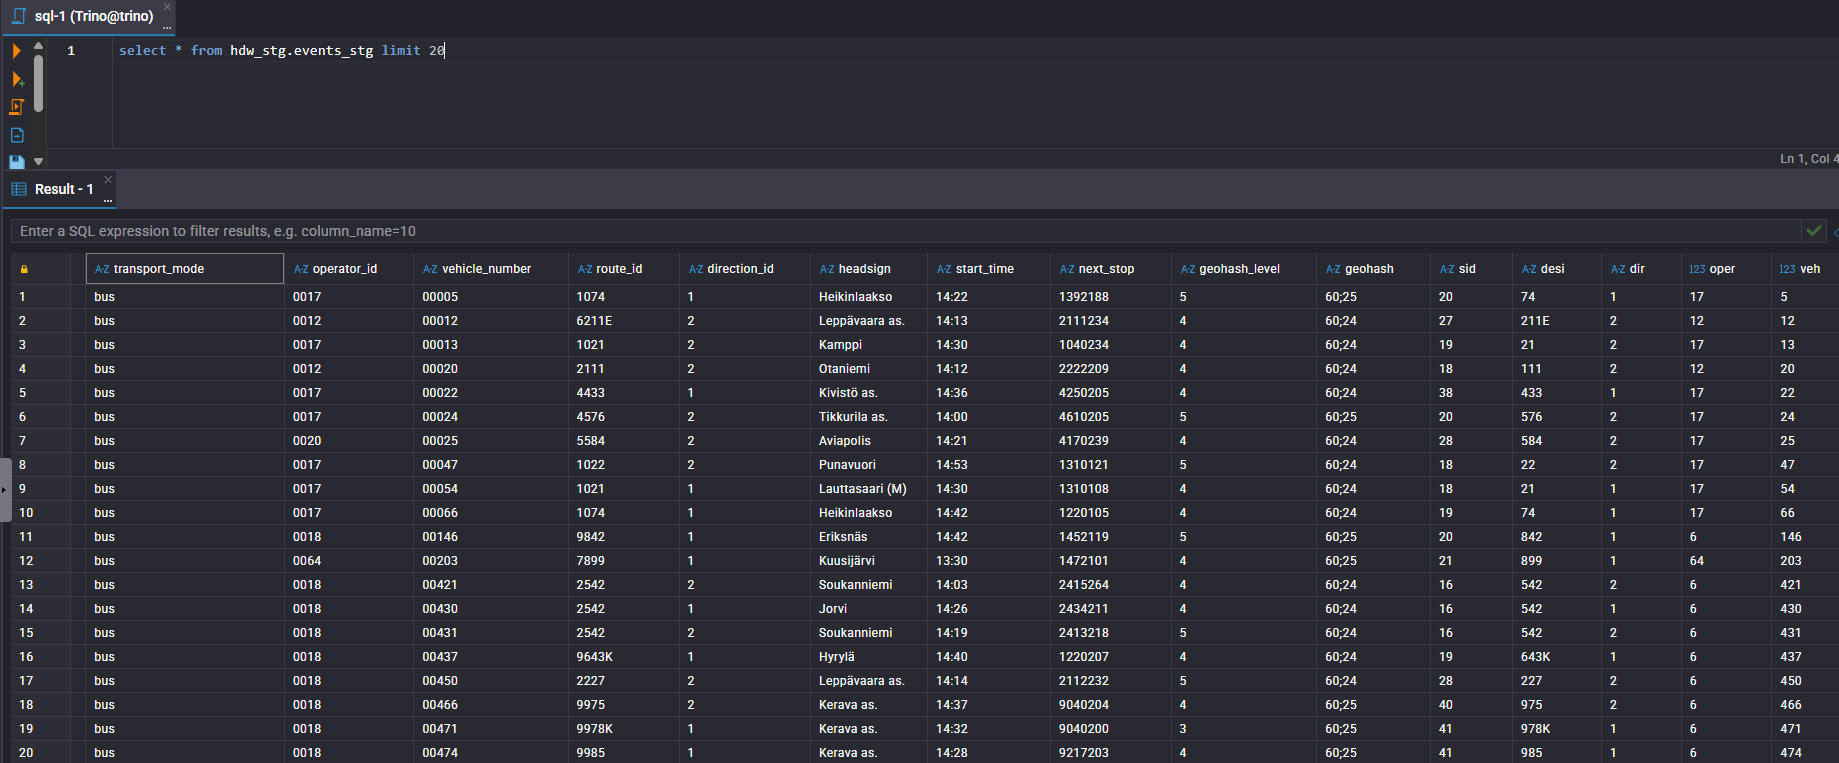 sql-1 (Trino@trino)
1 select * from hdw_stg.events_stg limit 20
Ln 1, Col 4
Result - 1
Enter a SQL expression to filter results, e.g. column_name=10
A-Z transport_mode A-Z operator_id A-Z vehicle_number A-Z route_id A-Z direction_id A-Z headsign A-Z start_time A-Z next_stop A-Z geohash_level A-Z geohash A-Z sid A-Z desi A-Z dir 123 oper 123 veh
1 bus 0017 00005 1074 1 Heikinlaakso 14:22 1392188 5 60;25 20 74 1 17 5
2 bus 0012 00012 6211E 2 Leppävaara as. 14:13 2111234 4 60;24 27 211E 2 12 12
3 bus 0017 00013 1021 2 Kamppi 14:30 1040234 4 60;24 19 21 2 17 13
4 bus 0012 00020 2111 2 Otaniemi 14:12 2222209 4 60;24 18 111 2 12 20
5 bus 0017 00022 4433 1 Kivistö as. 14:36 4250205 4 60;24 38 433 1 17 22
6 bus 0017 00024 4576 2 Tikkurila as. 14:00 4610205 5 60;25 20 576 2 17 24
7 bus 0020 00025 5584 2 Aviapolis 14:21 4170239 4 60;24 28 584 2 17 25
8 bus 0017 00047 1022 2 Punavuori 14:53 1310121 5 60;24 18 22 2 17 47
9 bus 0017 00054 1021 1 Lauttasaari (M) 14:30 1310108 4 60;24 18 21 1 17 54
10 bus 0017 00066 1074 1 Heikinlaakso 14:42 1220105 4 60;24 19 74 1 17 66
11 bus 0018 00146 9842 1 Eriksnäs 14:42 1452119 5 60;25 20 842 1 6 146
12 bus 0064 00203 7899 1 Kuusijärvi 13:30 1472101 4 60;25 21 899 1 64 203
13 bus 0018 00421 2542 2 Soukanniemi 14:03 2415264 4 60;24 16 542 2 6 421
14 bus 0018 00430 2542 1 Jorvi 14:26 2434211 4 60;24 16 542 1 6 430
15 bus 0018 00431 2542 2 Soukanniemi 14:19 2413218 5 60;24 16 542 2 6 431
16 bus 0018 00437 9643K 1 Hyrylä 14:40 1220207 4 60;24 19 643K 1 6 437
17 bus 0018 00450 2227 2 Leppävaara as. 14:14 2112232 5 60;24 28 227 2 6 450
18 bus 0018 00466 9975 2 Kerava as. 14:37 9040204 4 60;25 40 975 2 6 466
19 bus 0018 00471 9978K 1 Kerava as. 14:32 9040200 3 60;25 41 978K 1 6 471
20 bus 0018 00474 9985 1 Kerava as. 14:28 9217203 4 60;25 41 985 1 6 474